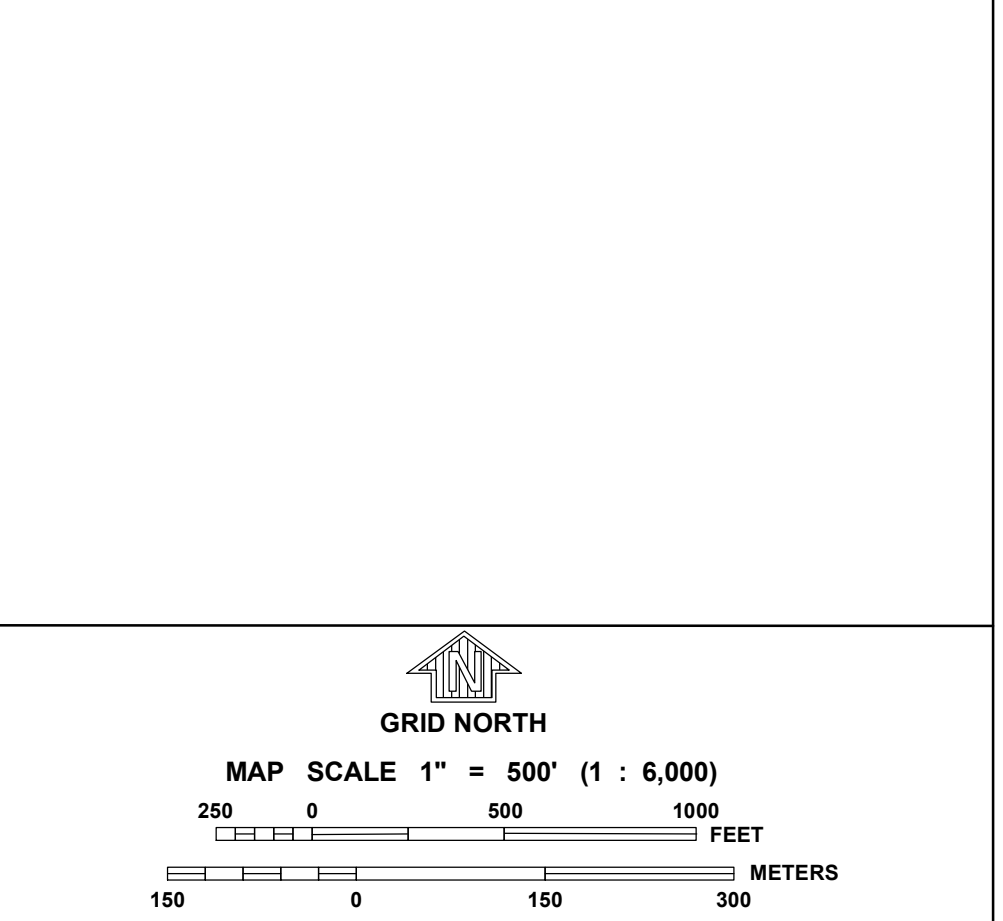 N
GRID NORTH
MAP SCALE 1" = 500' (1 : 6,000)
250 0 500 1000
FEET
METERS
150 0 150 300